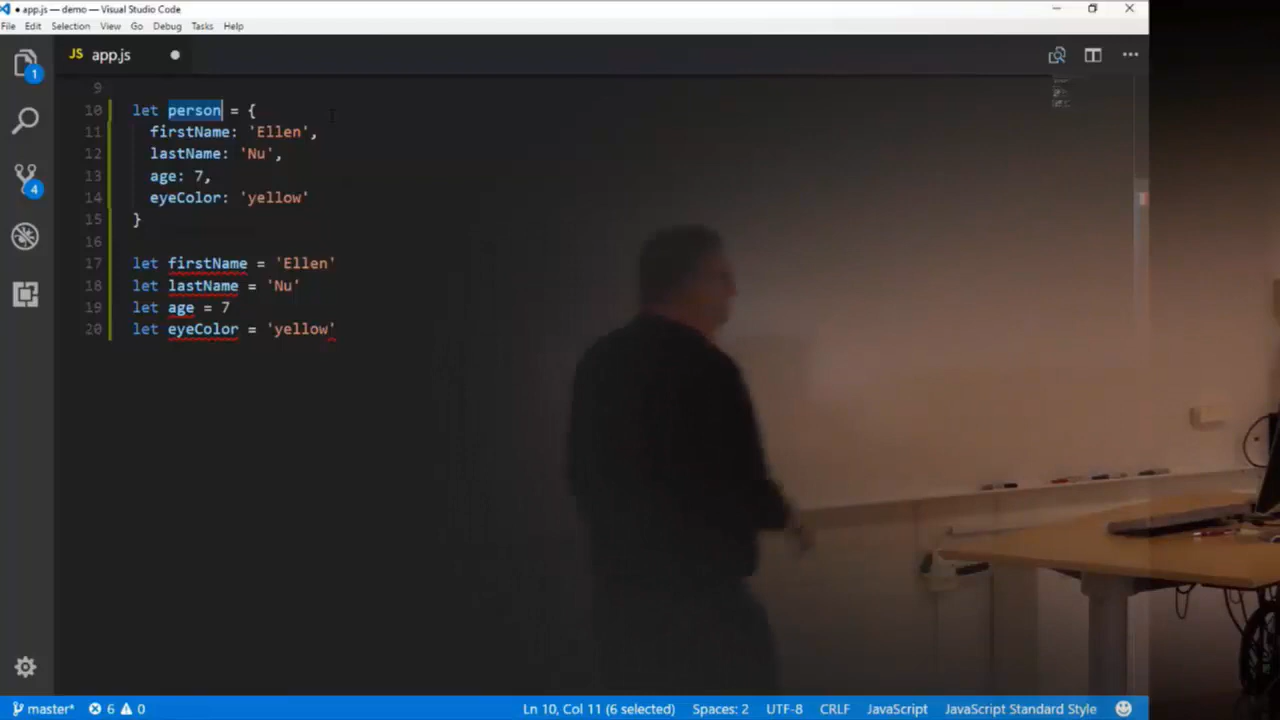 ● app.js — demo — Visual Studio Code
File Edit Selection View Go Debug Tasks Help
1
JS app.js
9
10 let person = {
11 firstName: 'Ellen',
12 lastName: 'Nu',
13 age: 7,
14 eyeColor: 'yellow'
15 }
16
17 let firstName = 'Ellen'
18 let lastName = 'Nu'
19 let age = 7
20 let eyeColor = 'yellow'
4
master* 6 0 Ln 10, Col 11 (6 selected) Spaces: 2 UTF-8 CRLF JavaScript JavaScript Standard Style